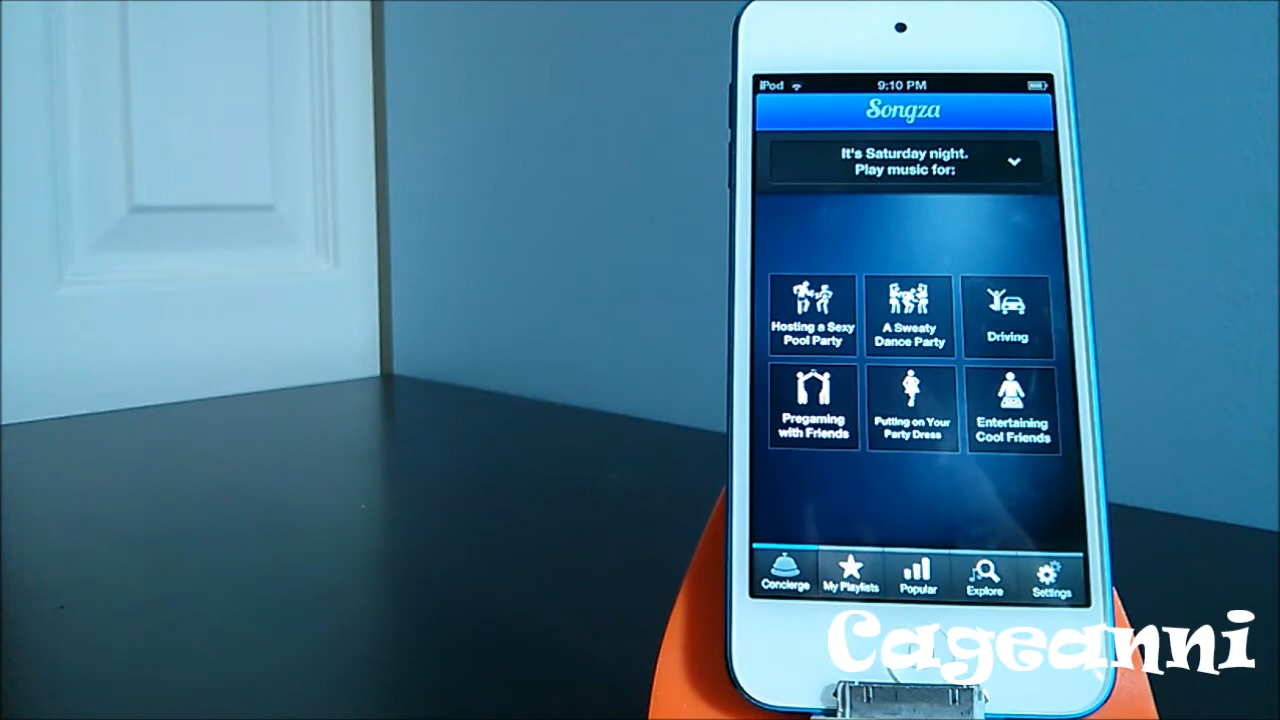 iPod 9:10 PM
Songza
It's Saturday night.
Play music for:
Hosting a Sexy
Pool Party
A Sweaty
Dance Party
Driving
Pregaming
with Friends
Putting on Your
Party Dress
Entertaining
Cool Friends
Concierge
My Playlists
Popular
Explore
Settings
Cageanni